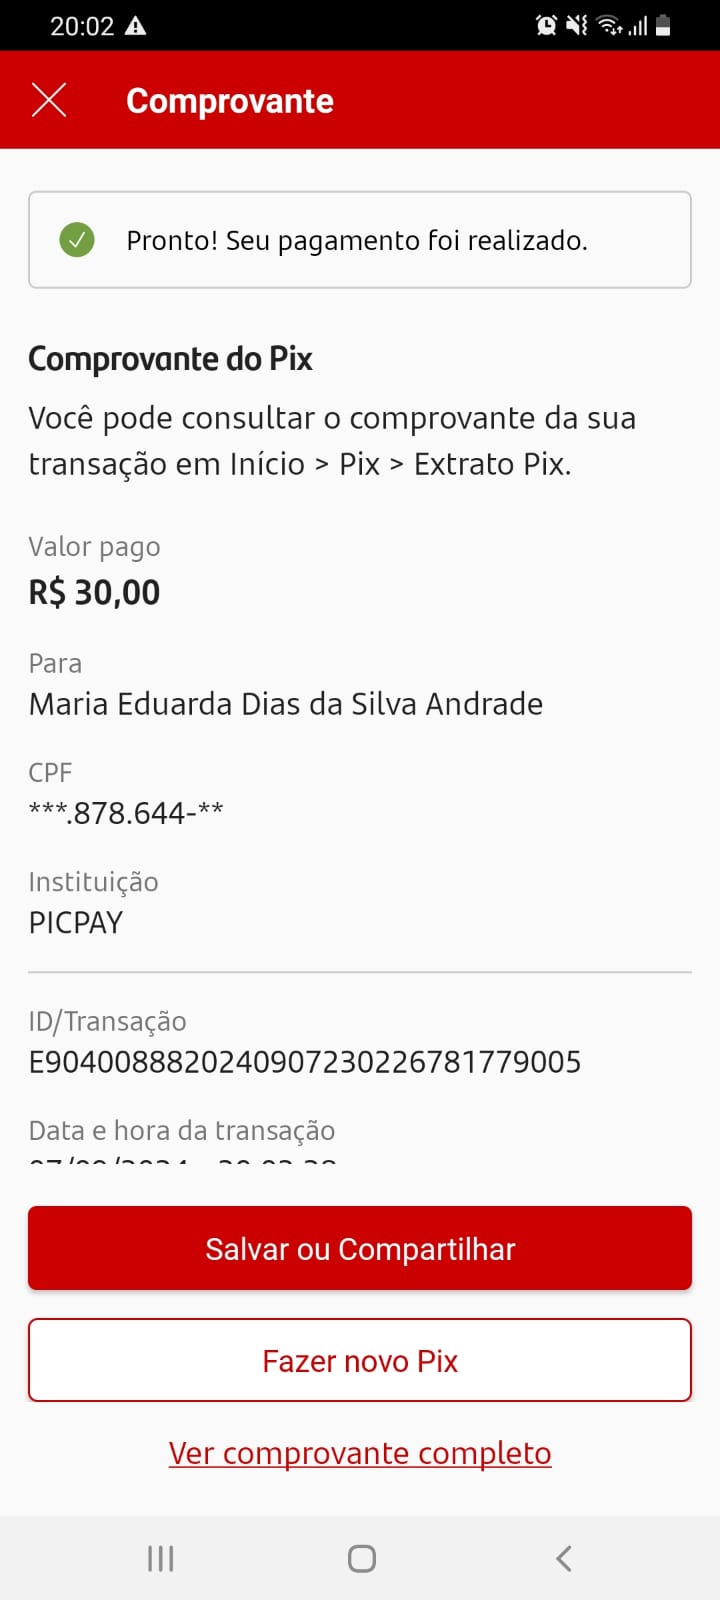 20:02
Comprovante
Pronto! Seu pagamento foi realizado.
Comprovante do Pix
Você pode consultar o comprovante da sua
transação em Início > Pix > Extrato Pix.
Valor pago
R$ 30,00
Para
Maria Eduarda Dias da Silva Andrade
CPF
***.878.644-**
Instituição
PICPAY
ID/Transação
E90400888202409072302267817790​05
Data e hora da transação
Salvar ou Compartilhar
Fazer novo Pix
Ver comprovante completo